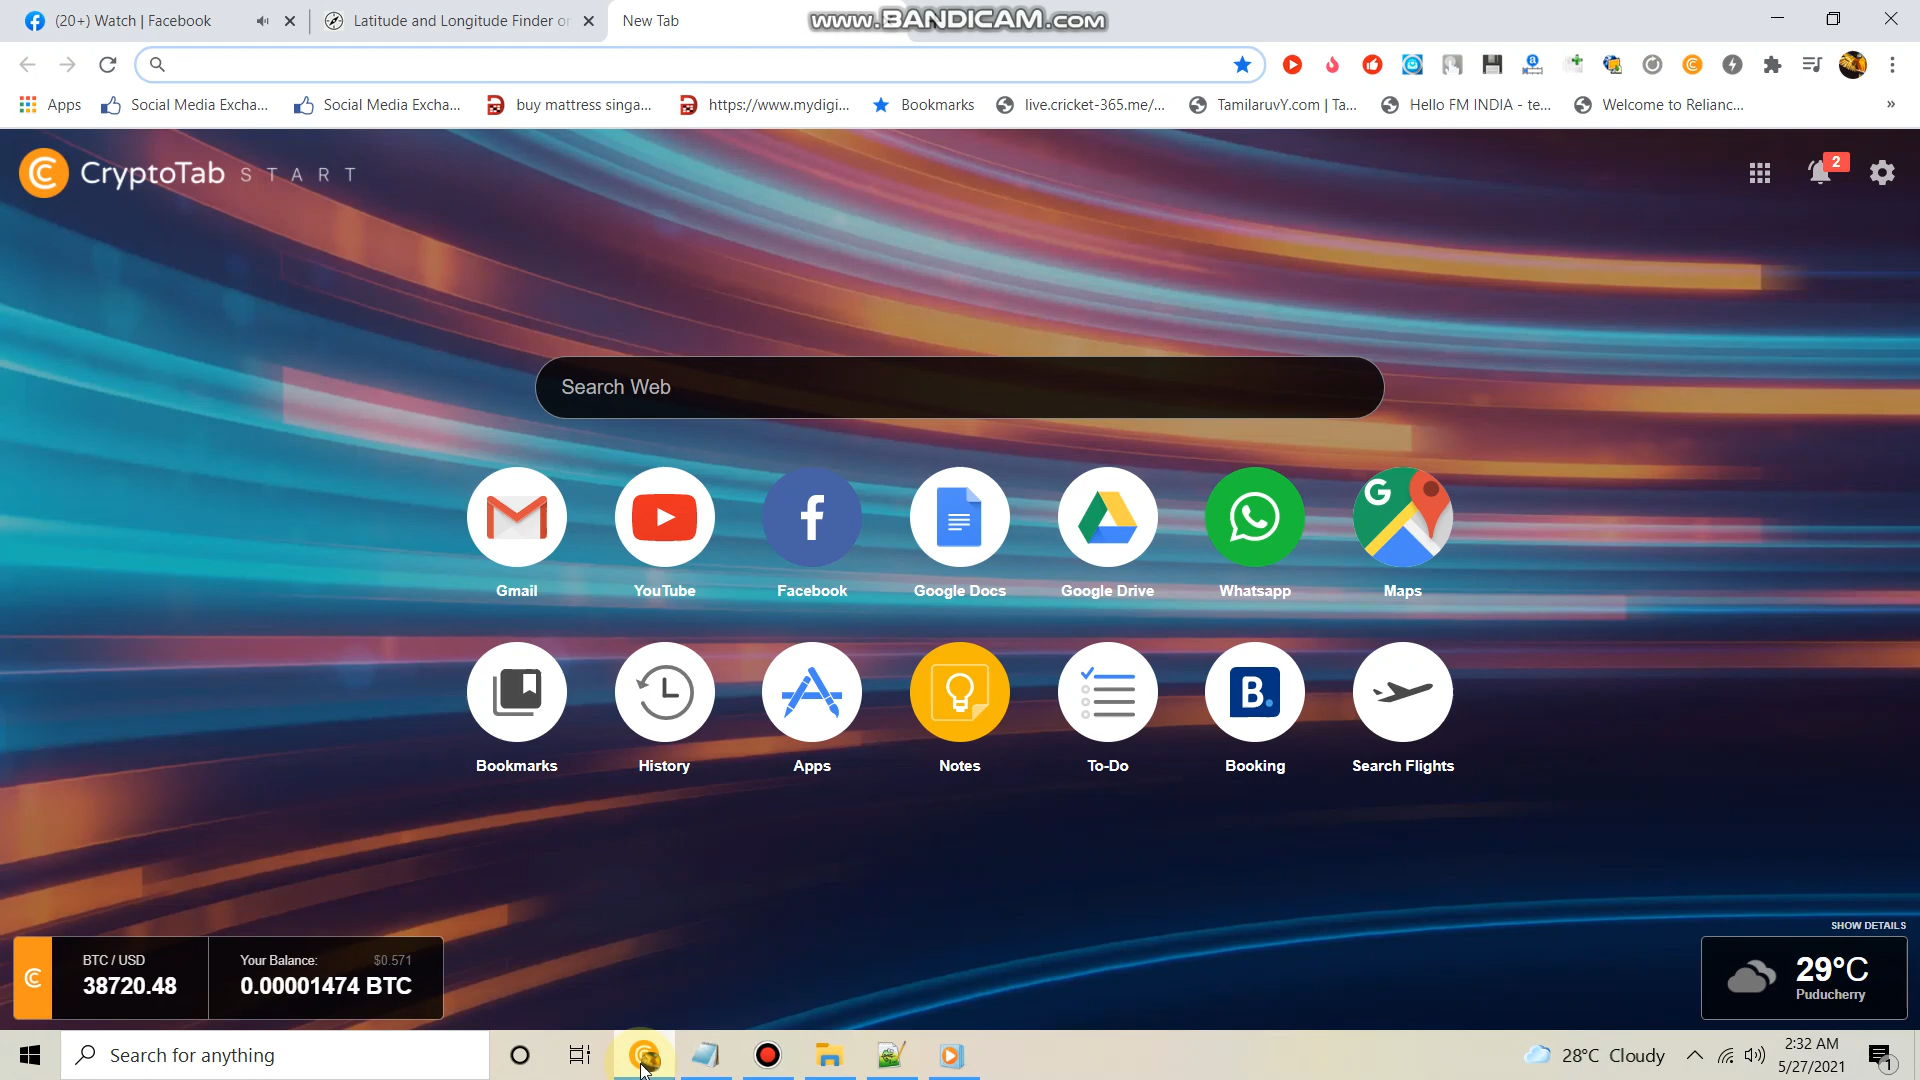 (20+) Watch | Facebook
Latitude and Longitude Finder on
New Tab
www.BANDICAM.com
Apps
Social Media Excha...
Social Media Excha...
buy mattress singa...
https://www.mydigi...
Bookmarks
live.cricket-365.me/...
TamilaruvY.com | Ta...
Hello FM INDIA - te...
Welcome to Relianc...
»
CryptoTab START
2
Search Web
Gmail
YouTube
Facebook
Google Docs
Google Drive
Whatsapp
Maps
Bookmarks
History
Apps
Notes
To-Do
Booking
Search Flights
BTC / USD
38720.48
Your Balance: $0.571
0.00001474 BTC
SHOW DETAILS
29°C
Puducherry
Search for anything
28°C Cloudy
2:32 AM
5/27/2021
1